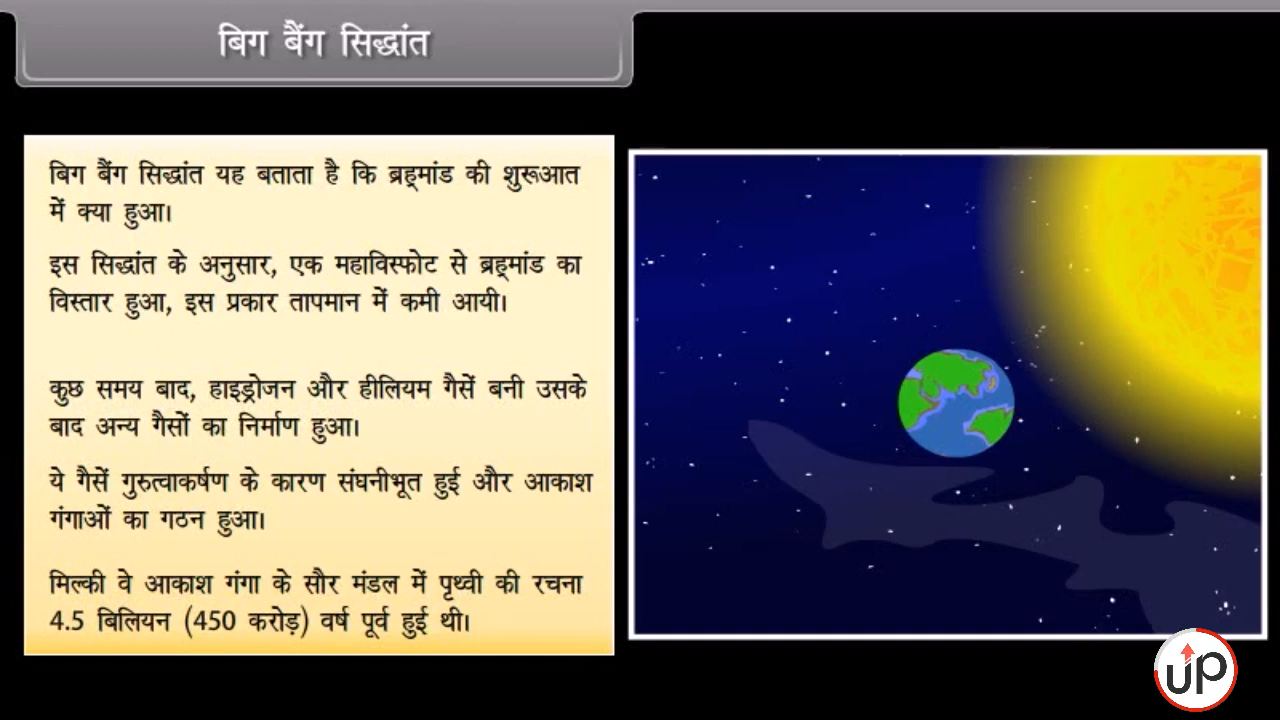 बिग बैंग सिद्धांत
बिग बैंग सिद्धांत यह बताता है कि ब्रह्मांड की शुरूआत
में क्या हुआ।
इस सिद्धांत के अनुसार, एक महाविस्फोट से ब्रह्मांड का
विस्तार हुआ, इस प्रकार तापमान में कमी आयी।
कुछ समय बाद, हाइड्रोजन और हीलियम गैसें बनी उसके
बाद अन्य गैसों का निर्माण हुआ।
ये गैसें गुरुत्वाकर्षण के कारण संघनीभूत हुई और आकाश
गंगाओं का गठन हुआ।
मिल्की वे आकाश गंगा के सौर मंडल में पृथ्वी की रचना
4.5 बिलियन (450 करोड़) वर्ष पूर्व हुई थी।
up